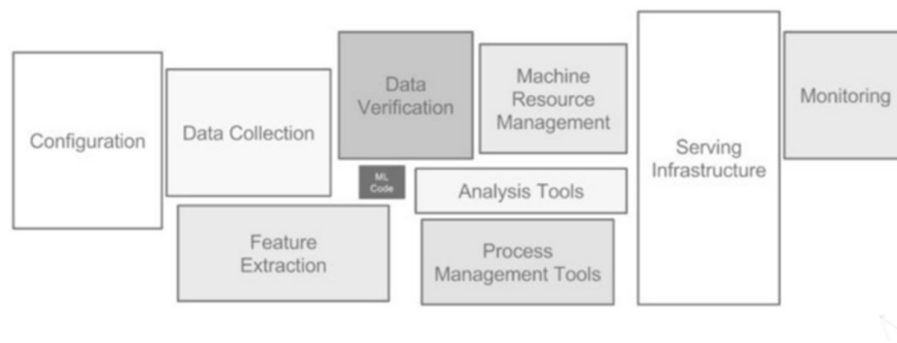 Configuration
Data Collection
Data
Verification
Machine
Resource
Management
Serving
Infrastructure
Monitoring
ML
Code
Analysis Tools
Feature
Extraction
Process
Management Tools